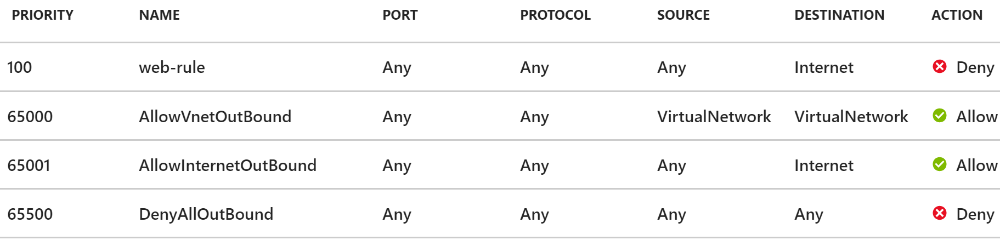 PRIORITY NAME PORT PROTOCOL SOURCE DESTINATION ACTION
100 web-rule Any Any Any Internet Deny
65000 AllowVnetOutBound Any Any VirtualNetwork VirtualNetwork Allow
65001 AllowInternetOutBound Any Any Any Internet Allow
65500 DenyAllOutBound Any Any Any Any Deny